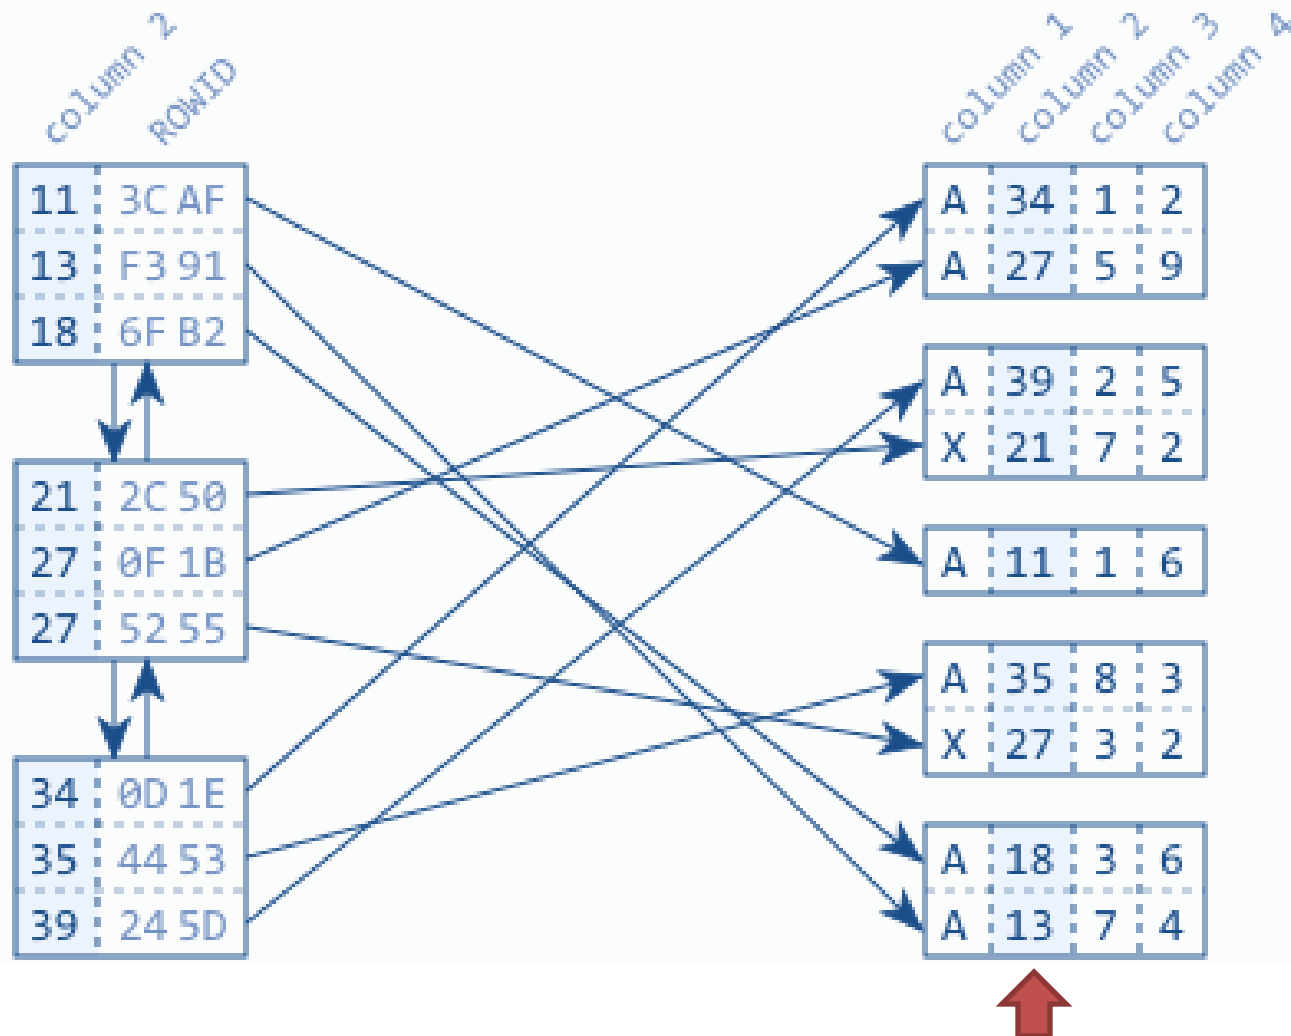 column 2 ROWID
11 3C AF
13 F3 91
18 6F B2
21 2C 50
27 0F 1B
27 52 55
34 0D 1E
35 44 53
39 24 5D
column 1 column 2 column 3 column 4
A 34 1 2
A 27 5 9
A 39 2 5
X 21 7 2
A 11 1 6
A 35 8 3
X 27 3 2
A 18 3 6
A 13 7 4